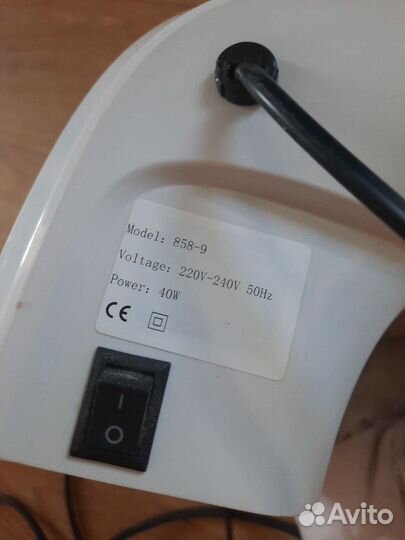 Model: 858-9
Voltage: 220V-240V 50Hz
Power: 40W
CE
I
O
Avito